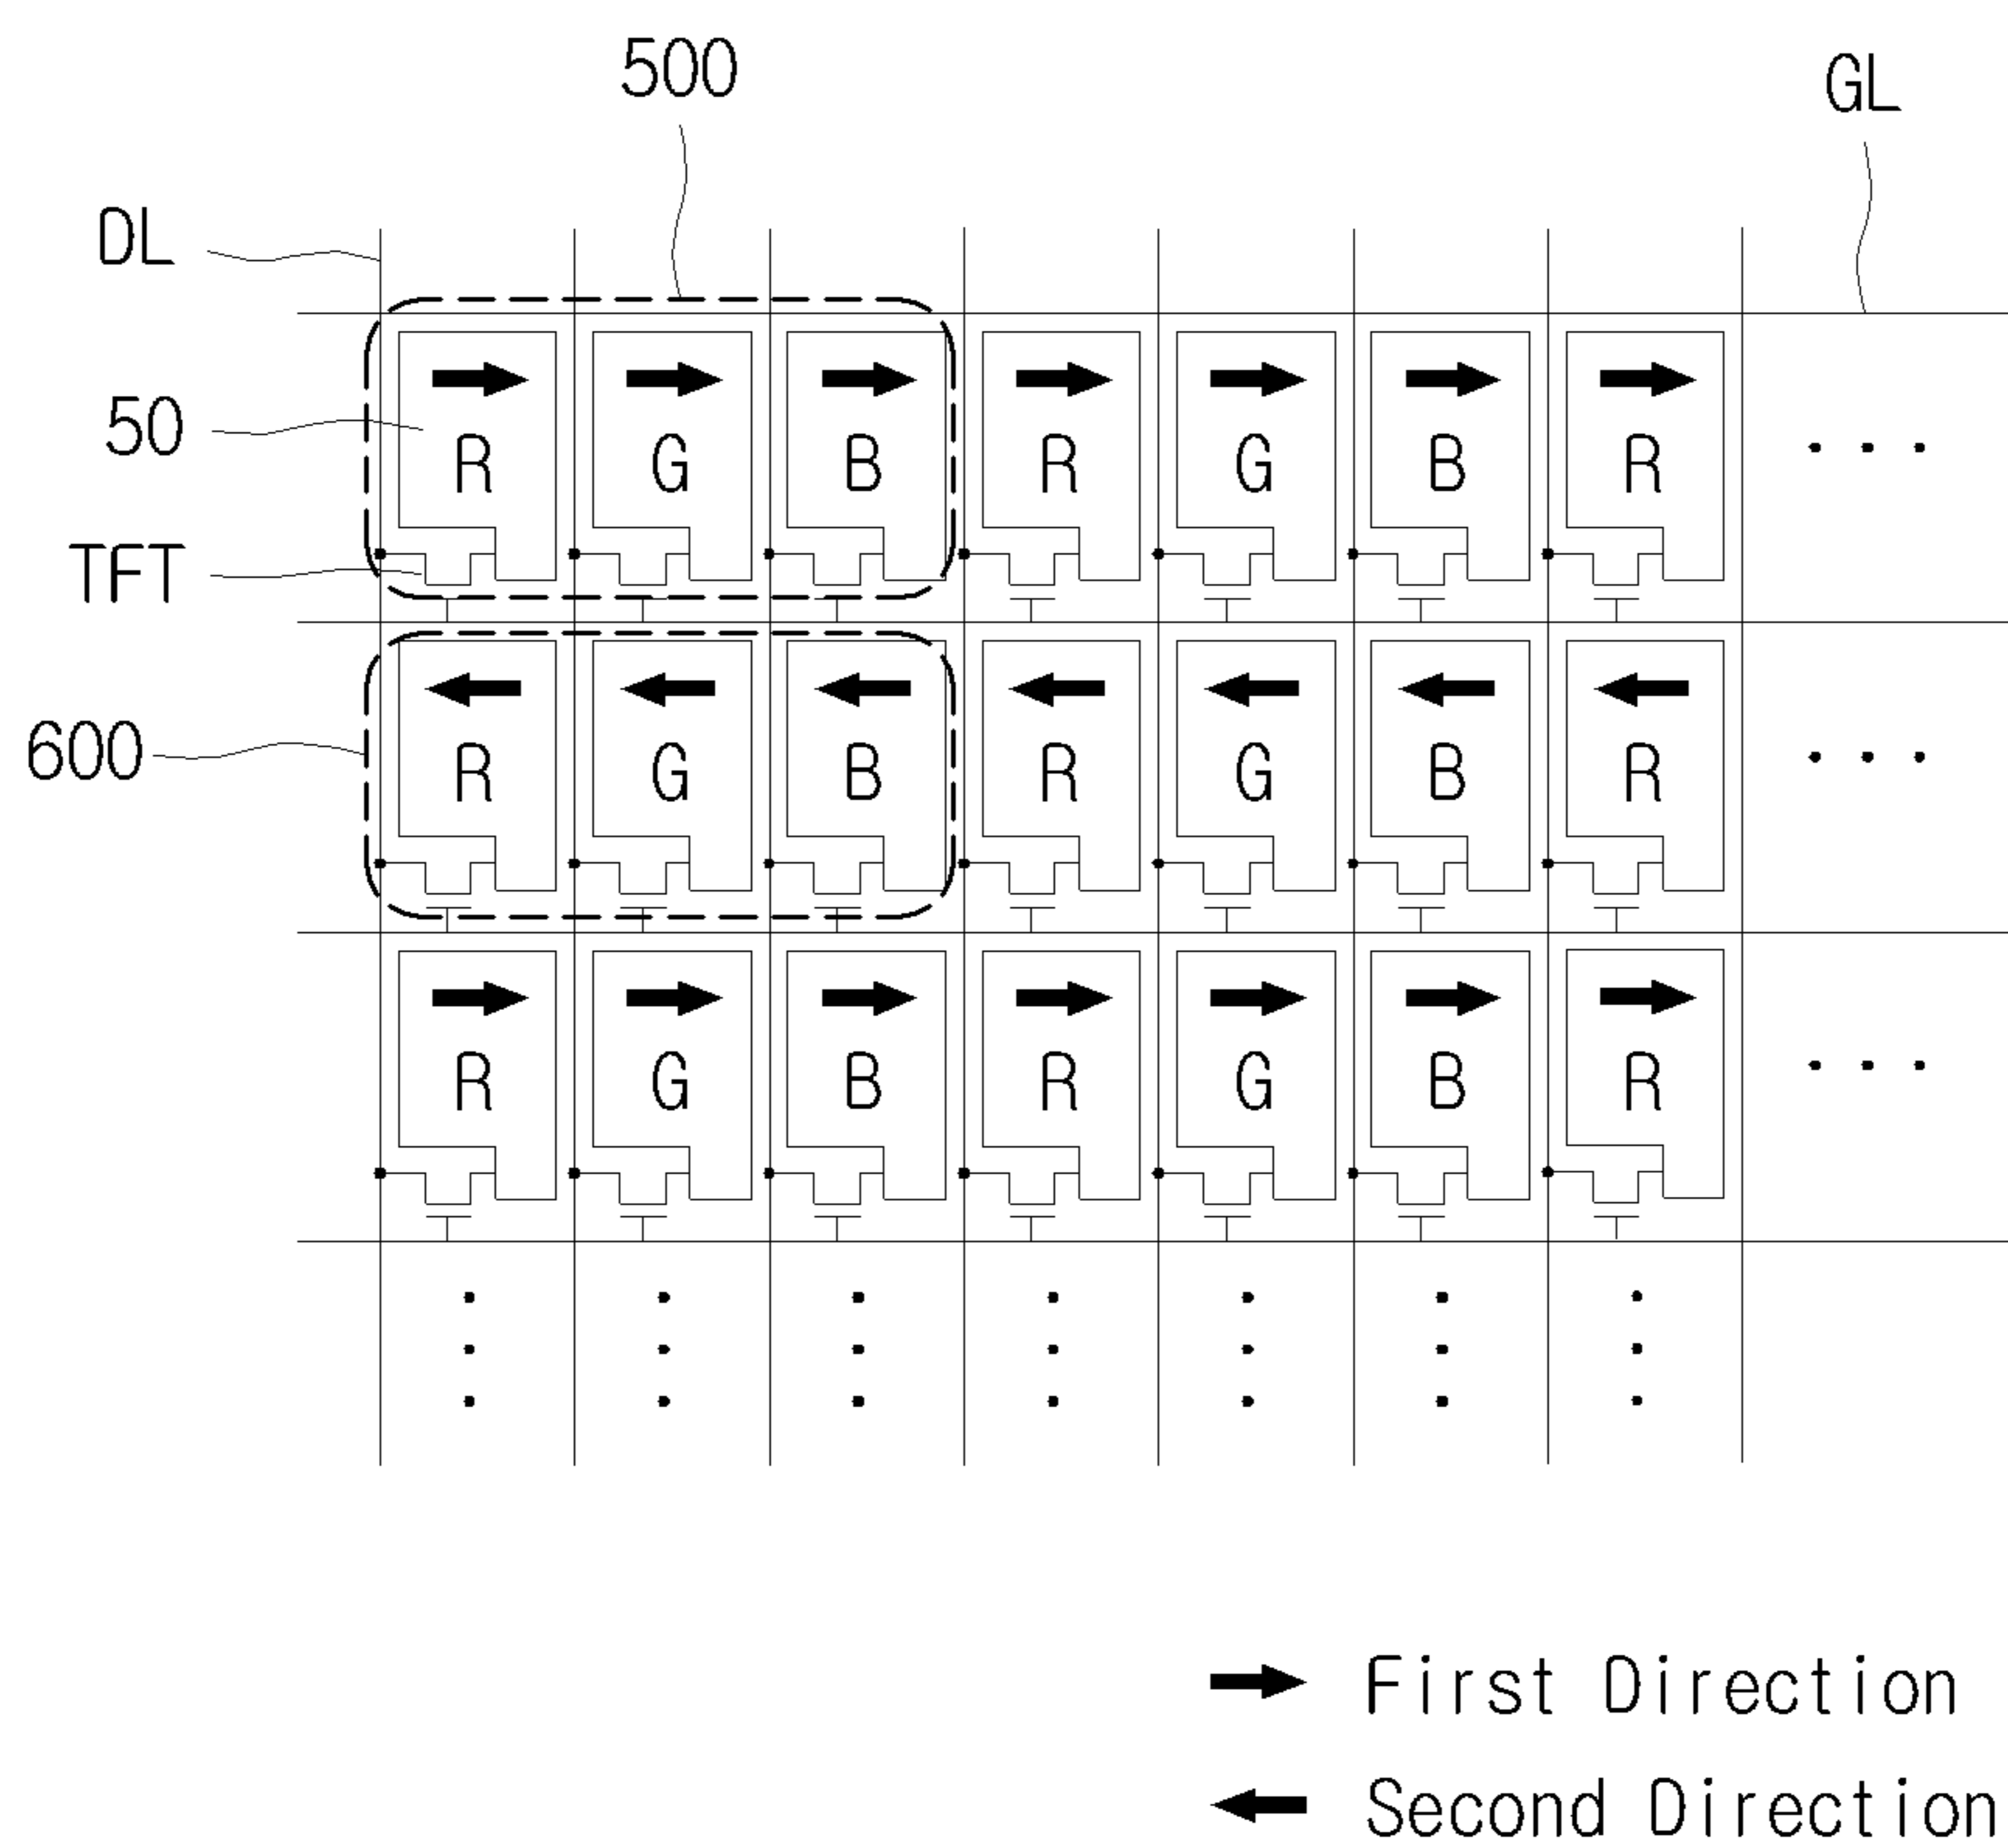 500
GL
DL
50
R G B R G B R
TFT
600
R G B R G B R
R G B R G B R
First Direction
Second Direction